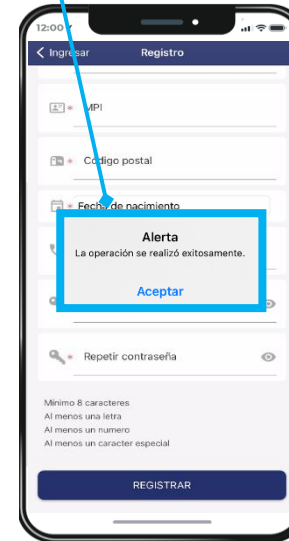 12:00
Ingresar Registro
MPI
Código postal
Fecha de nacimiento
Alerta
La operación se realizó exitosamente.
Aceptar
Repetir contraseña
Mínimo 8 caracteres
Al menos una letra
Al menos un numero
Al menos un caracter especial
REGISTRAR